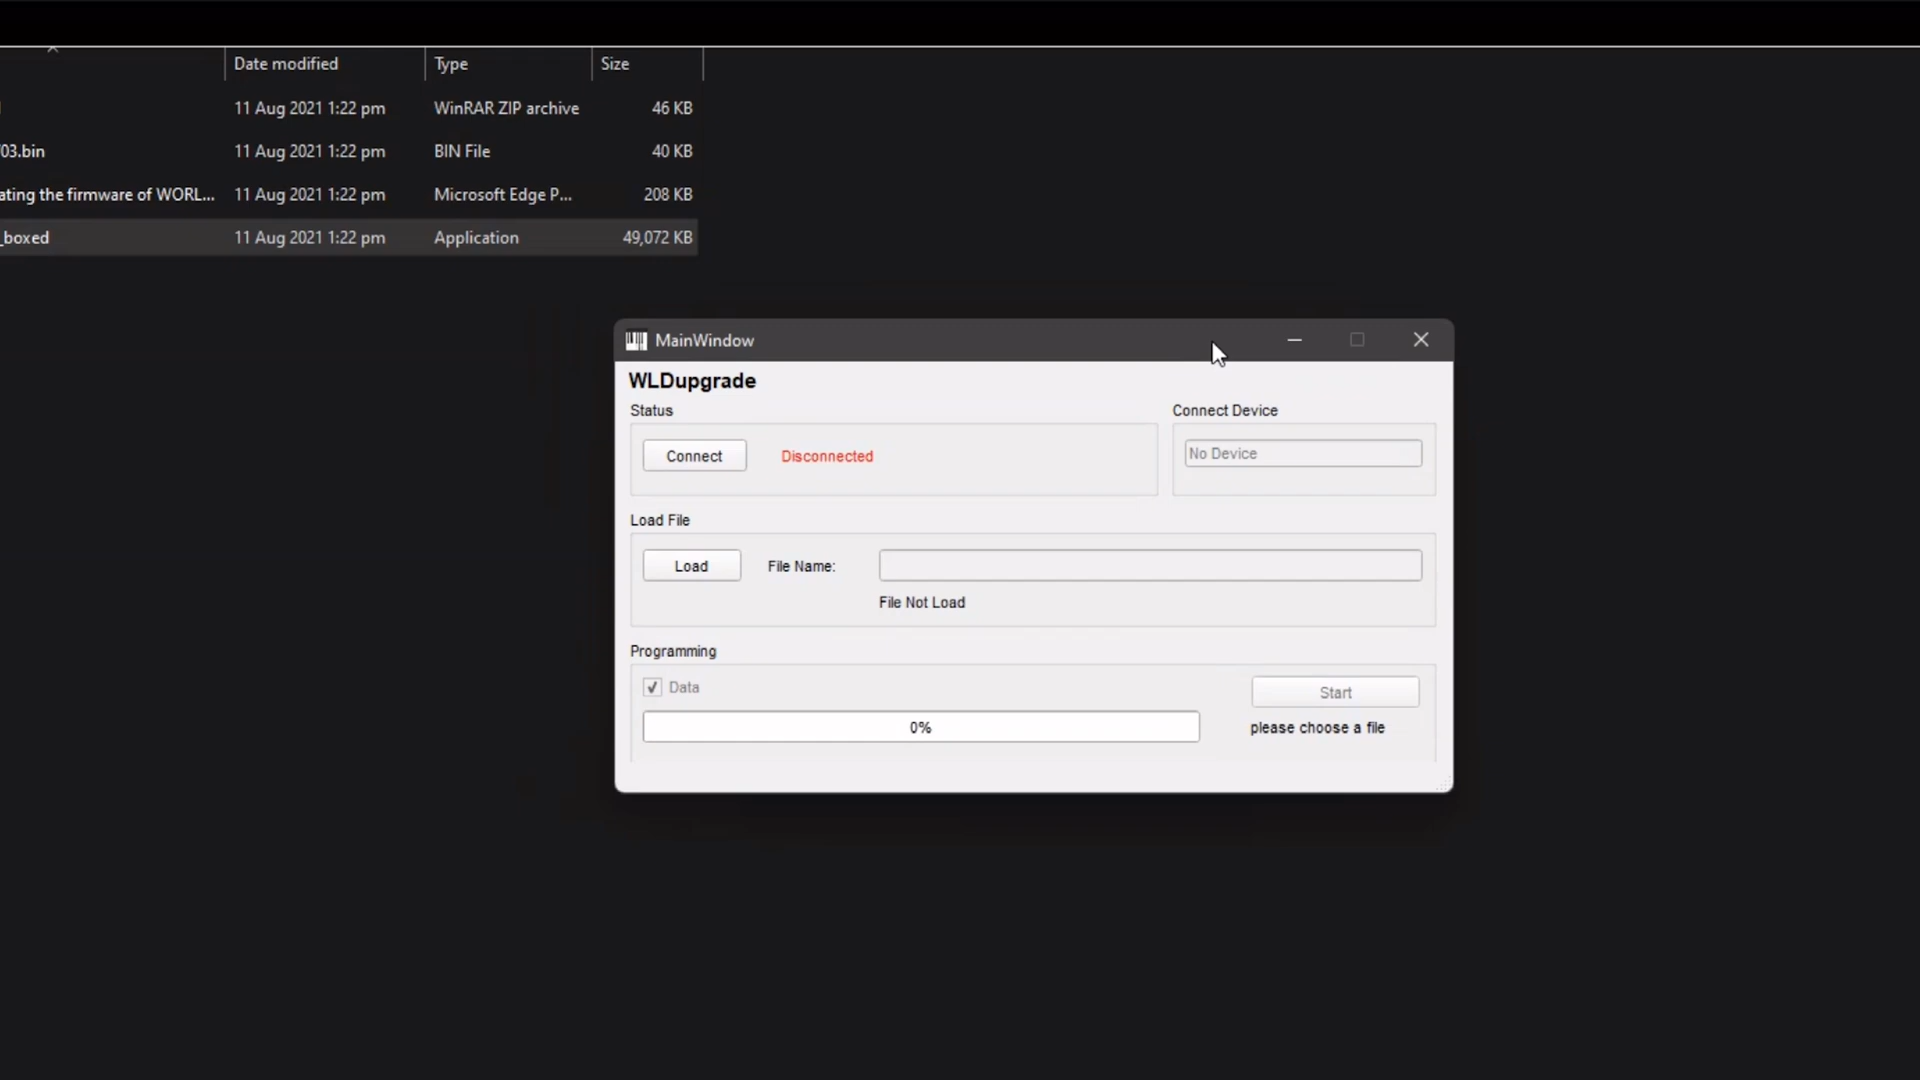 Date modified Type Size
11 Aug 2021 1:22 pm WinRAR ZIP archive 46 KB
03.bin 11 Aug 2021 1:22 pm BIN File 40 KB
ating the firmware of WORL... 11 Aug 2021 1:22 pm Microsoft Edge P... 208 KB
_boxed 11 Aug 2021 1:22 pm Application 49,072 KB
MainWindow
WLDupgrade
Status Connect Device
Connect Disconnected No Device
Load File
Load File Name:
File Not Load
Programming
Data Start
0% please choose a file